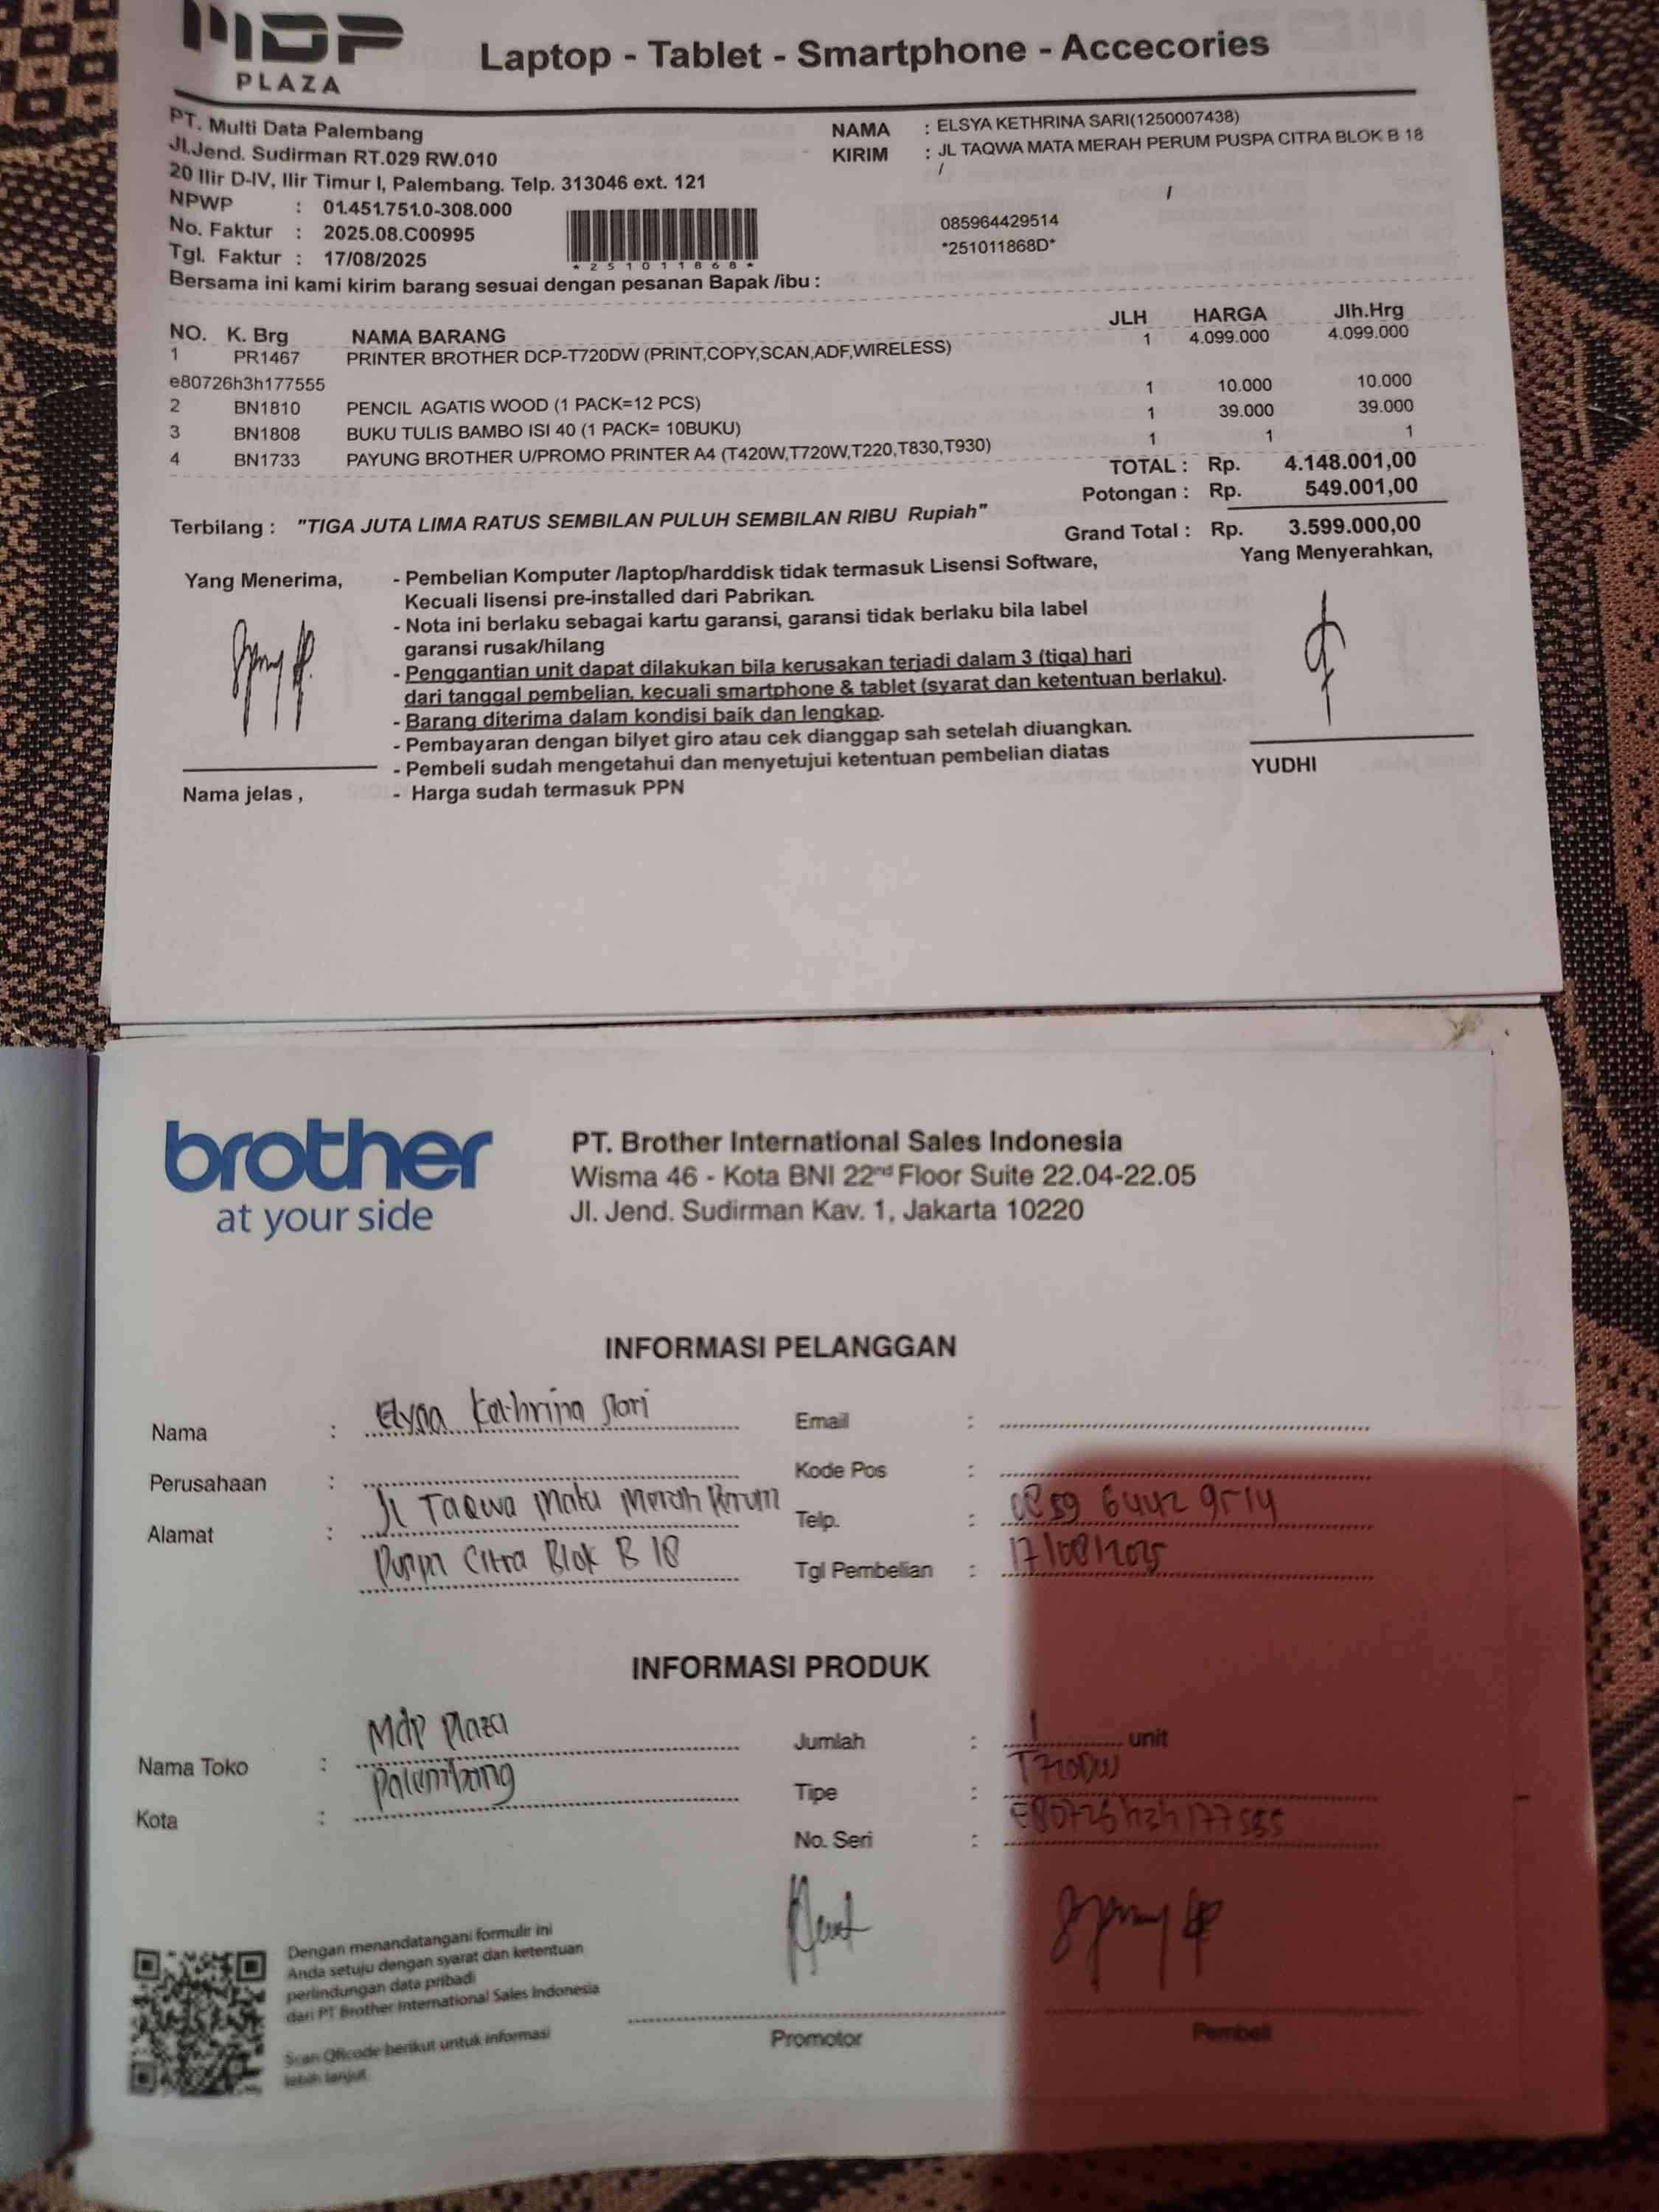 MDP
PLAZA
Laptop - Tablet - Smartphone - Accecories
PT. Multi Data Palembang
Jl.Jend. Sudirman RT.029 RW.010
20 Ilir D-IV, Ilir Timur I, Palembang. Telp. 313046 ext. 121
NPWP : 01.451.751.0-308.000
No. Faktur : 2025.08.C00995
Tgl. Faktur : 17/08/2025
*251011868*
NAMA : ELSYA KETHRINA SARI(1250007438)
KIRIM : JL TAQWA MATA MERAH PERUM PUSPA CITRA BLOK B 18
/
/
085964429514
*251011868D*
Bersama ini kami kirim barang sesuai dengan pesanan Bapak /ibu :
NO. K. Brg NAMA BARANG JLH HARGA Jlh.Hrg
1 PR1467 PRINTER BROTHER DCP-T720DW (PRINT,COPY,SCAN,ADF,WIRELESS) 1 4.099.000 4.099.000
e80726h3h177555
2 BN1810 PENCIL AGATIS WOOD (1 PACK=12 PCS) 1 10.000 10.000
3 BN1808 BUKU TULIS BAMBO ISI 40 (1 PACK= 10BUKU) 1 39.000 39.000
4 BN1733 PAYUNG BROTHER U/PROMO PRINTER A4 (T420W,T720W,T220,T830,T930) 1 1 1
TOTAL : Rp. 4.148.001,00
Potongan : Rp. 549.001,00
Terbilang : "TIGA JUTA LIMA RATUS SEMBILAN PULUH SEMBILAN RIBU Rupiah"
Grand Total : Rp. 3.599.000,00
Yang Menerima,
- Pembelian Komputer /laptop/harddisk tidak termasuk Lisensi Software,
Kecuali lisensi pre-installed dari Pabrikan.
- Nota ini berlaku sebagai kartu garansi, garansi tidak berlaku bila label
garansi rusak/hilang
- Penggantian unit dapat dilakukan bila kerusakan terjadi dalam 3 (tiga) hari
dari tanggal pembelian, kecuali smartphone & tablet (syarat dan ketentuan berlaku).
- Barang diterima dalam kondisi baik dan lengkap.
- Pembayaran dengan bilyet giro atau cek dianggap sah setelah diuangkan.
- Pembeli sudah mengetahui dan menyetujui ketentuan pembelian diatas
- Harga sudah termasuk PPN
Yang Menyerahkan,
YUDHI
Nama jelas ,
brother
at your side
PT. Brother International Sales Indonesia
Wisma 46 - Kota BNI 22nd Floor Suite 22.04-22.05
Jl. Jend. Sudirman Kav. 1, Jakarta 10220
INFORMASI PELANGGAN
Nama : Elysa Kethrina Sari
Perusahaan :
Alamat : Jl Taqwa Mata Merah Perum
Puspa Citra Blok B 18
Email :
Kode Pos :
Telp. : 0859 6442 9514
Tgl Pembelian : 17/08/2025
INFORMASI PRODUK
Nama Toko : Mdp Plaza
Kota : Palembang
Jumlah : 1 unit
Tipe : T720DW
No. Seri : E80726h3h177555
Dengan menandatangani formulir ini
Anda setuju dengan syarat dan ketentuan
perlindungan data pribadi
dari PT Brother International Sales Indonesia
Scan QRcode berikut untuk informasi
lebih lanjut.
Promotor
Pembeli